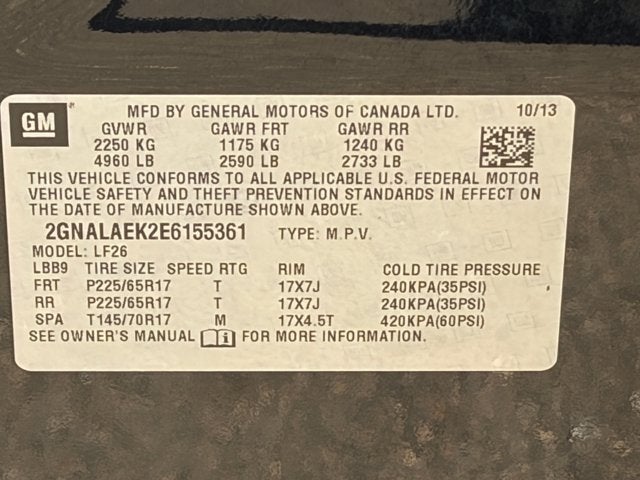 GM MFD BY GENERAL MOTORS OF CANADA LTD. 10/13
GVWR GAWR FRT GAWR RR
2250 KG 1175 KG 1240 KG
4960 LB 2590 LB 2733 LB
THIS VEHICLE CONFORMS TO ALL APPLICABLE U.S. FEDERAL MOTOR
VEHICLE SAFETY AND THEFT PREVENTION STANDARDS IN EFFECT ON
THE DATE OF MANUFACTURE SHOWN ABOVE.
2GNALAEK2E6155361 TYPE: M.P.V.
MODEL: LF26
LBB9 TIRE SIZE SPEED RTG RIM COLD TIRE PRESSURE
FRT P225/65R17 T 17X7J 240KPA(35PSI)
RR P225/65R17 T 17X7J 240KPA(35PSI)
SPA T145/70R17 M 17X4.5T 420KPA(60PSI)
SEE OWNER'S MANUAL i FOR MORE INFORMATION.